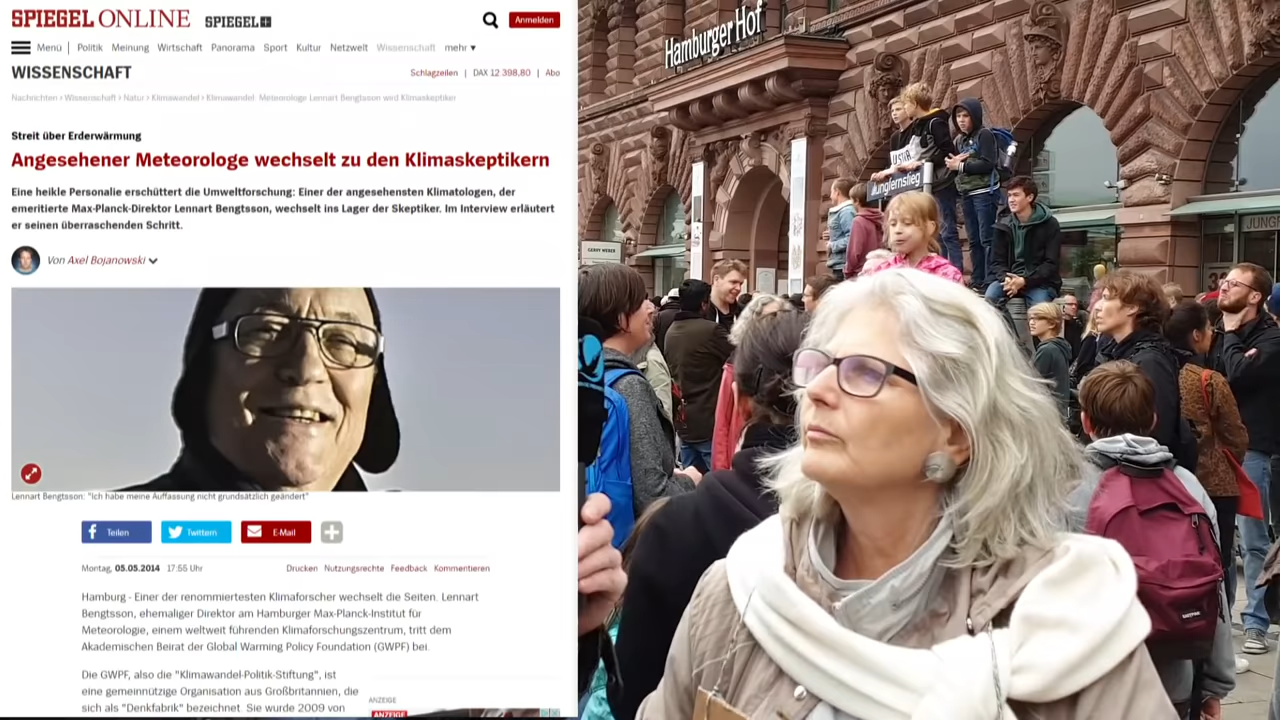 SPIEGEL ONLINE SPIEGEL+
Anmelden
Menü | Politik Meinung Wirtschaft Panorama Sport Kultur Netzwelt Wissenschaft mehr ▼
WISSENSCHAFT
Schlagzeilen | DAX 12.398,80 | Abo
Nachrichten > Wissenschaft > Natur > Klimawandel > Klimawandel: Meteorologe Lennart Bengtsson wird Klimaskeptiker
Streit über Erderwärmung
Angesehener Meteorologe wechselt zu den Klimaskeptikern
Eine heikle Personalie erschüttert die Umweltforschung: Einer der angesehensten Klimatologen, der
emeritierte Max-Planck-Direktor Lennart Bengtsson, wechselt ins Lager der Skeptiker. Im Interview erläutert
er seinen überraschenden Schritt.
Von Axel Bojanowski
Lennart Bengtsson: "Ich habe meine Auffassung nicht grundsätzlich geändert"
Teilen
Twittern
E-Mail
Montag, 05.05.2014 17:55 Uhr
Drucken Nutzungsrechte Feedback Kommentieren
Hamburg - Einer der renommiertesten Klimaforscher wechselt die Seiten. Lennart
Bengtsson, ehemaliger Direktor am Hamburger Max-Planck-Institut für
Meteorologie, einem weltweit führenden Klimaforschungszentrum, tritt dem
Akademischen Beirat der Global Warming Policy Foundation (GWPF) bei.
Die GWPF, also die "Klimawandel-Politik-Stiftung", ist
eine gemeinnützige Organisation aus Großbritannien, die
sich als "Denkfabrik" bezeichnet. Sie wurde 2009 von
ANZEIGE
ANZEIGE
Hamburger Hof
Jungfernstieg
GERRY WEBER
JUNGE
EASTPAK